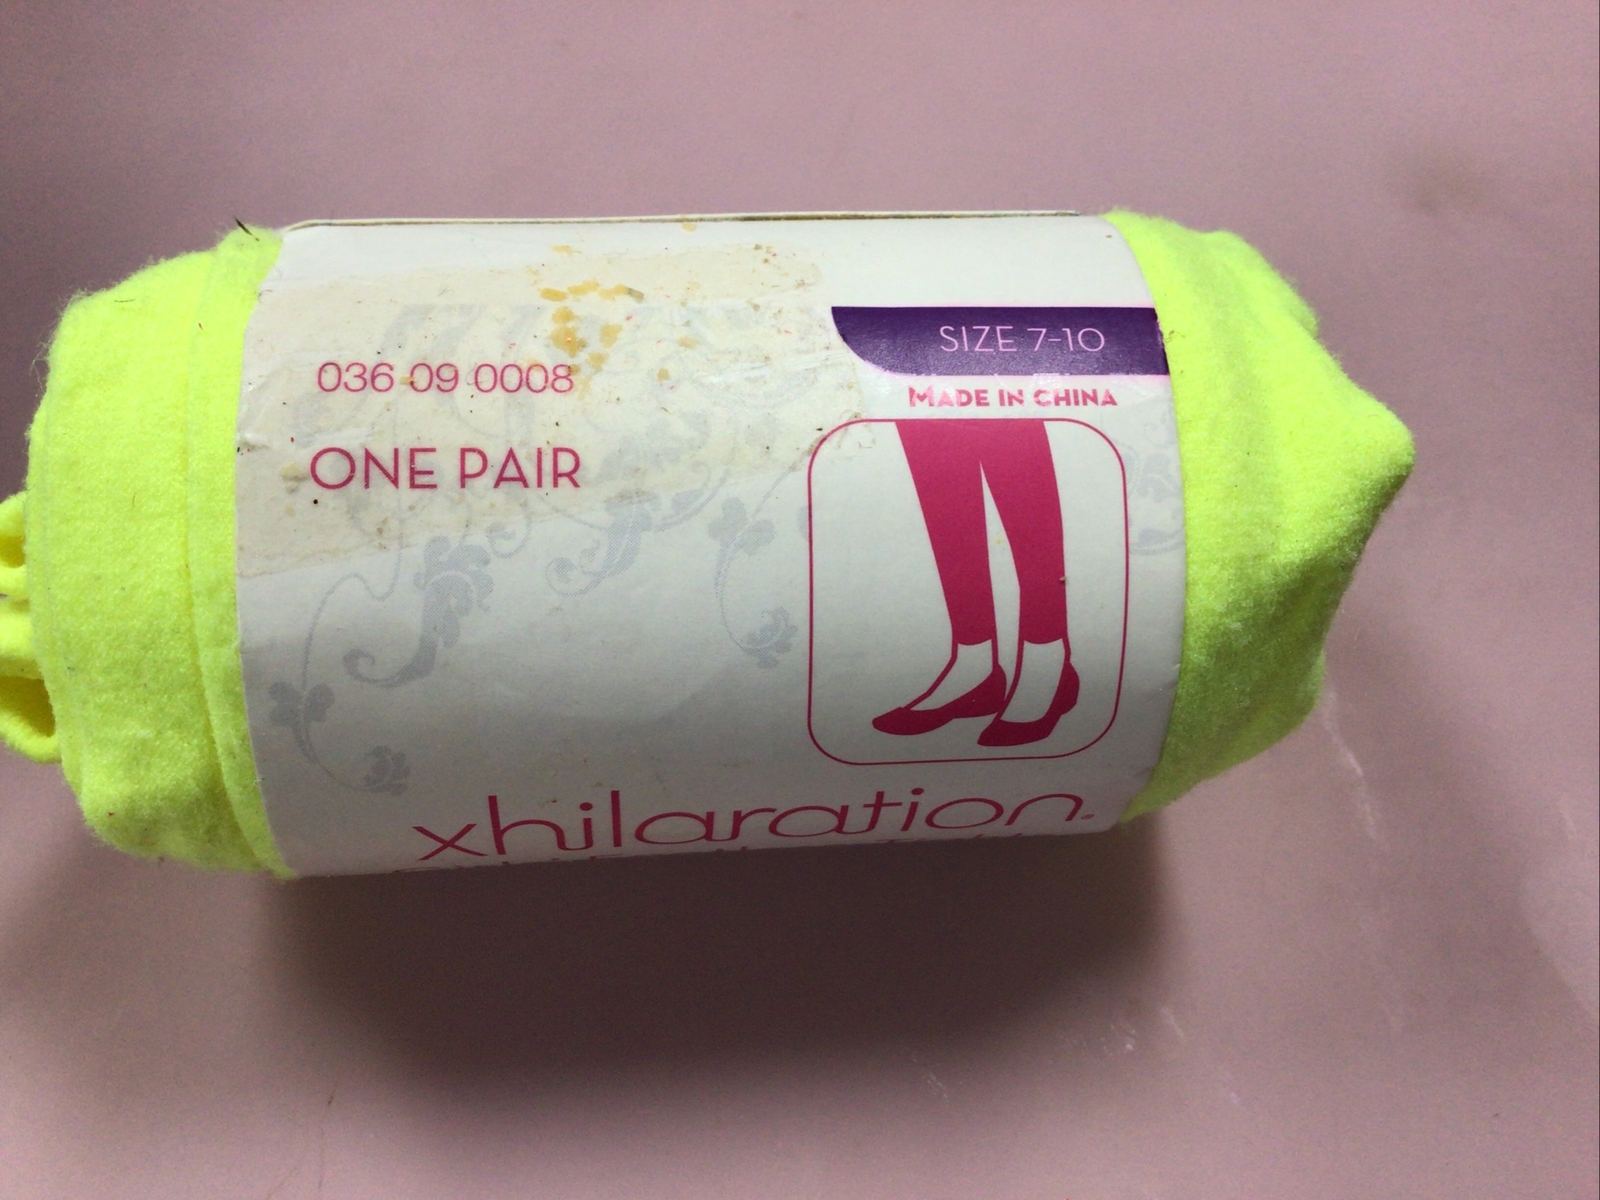 SIZE 7-10
MADE IN CHINA
036 09 0008
ONE PAIR
xhilaration.